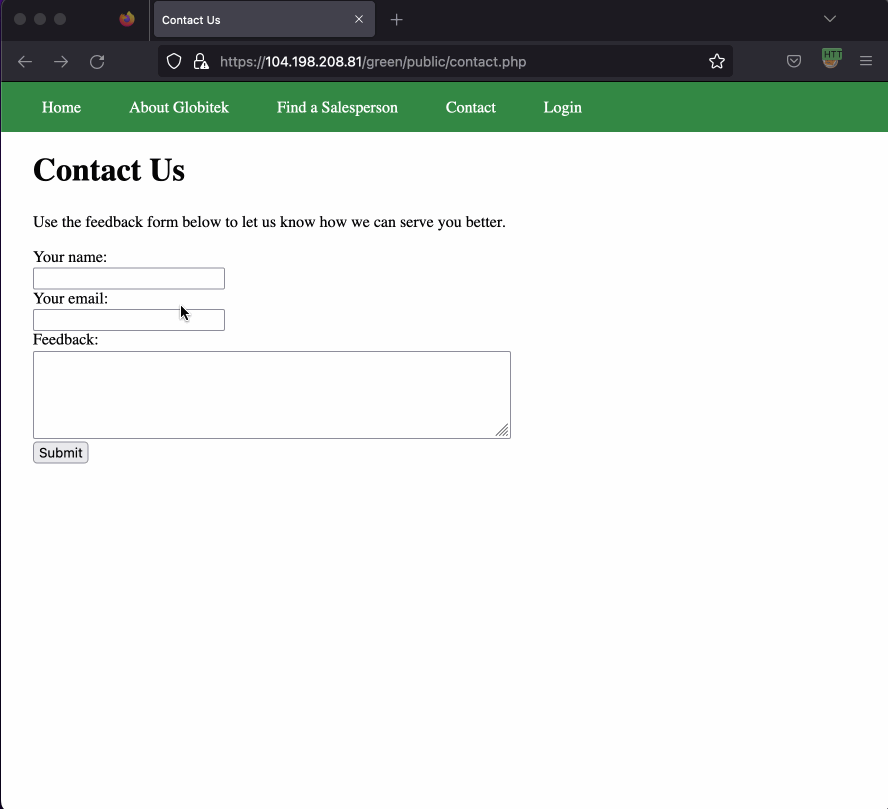 Contact Us
https://104.198.208.81/green/public/contact.php
HTT
Home About Globitek Find a Salesperson Contact Login
Contact Us
Use the feedback form below to let us know how we can serve you better.
Your name:
Your email:
Feedback:
Submit